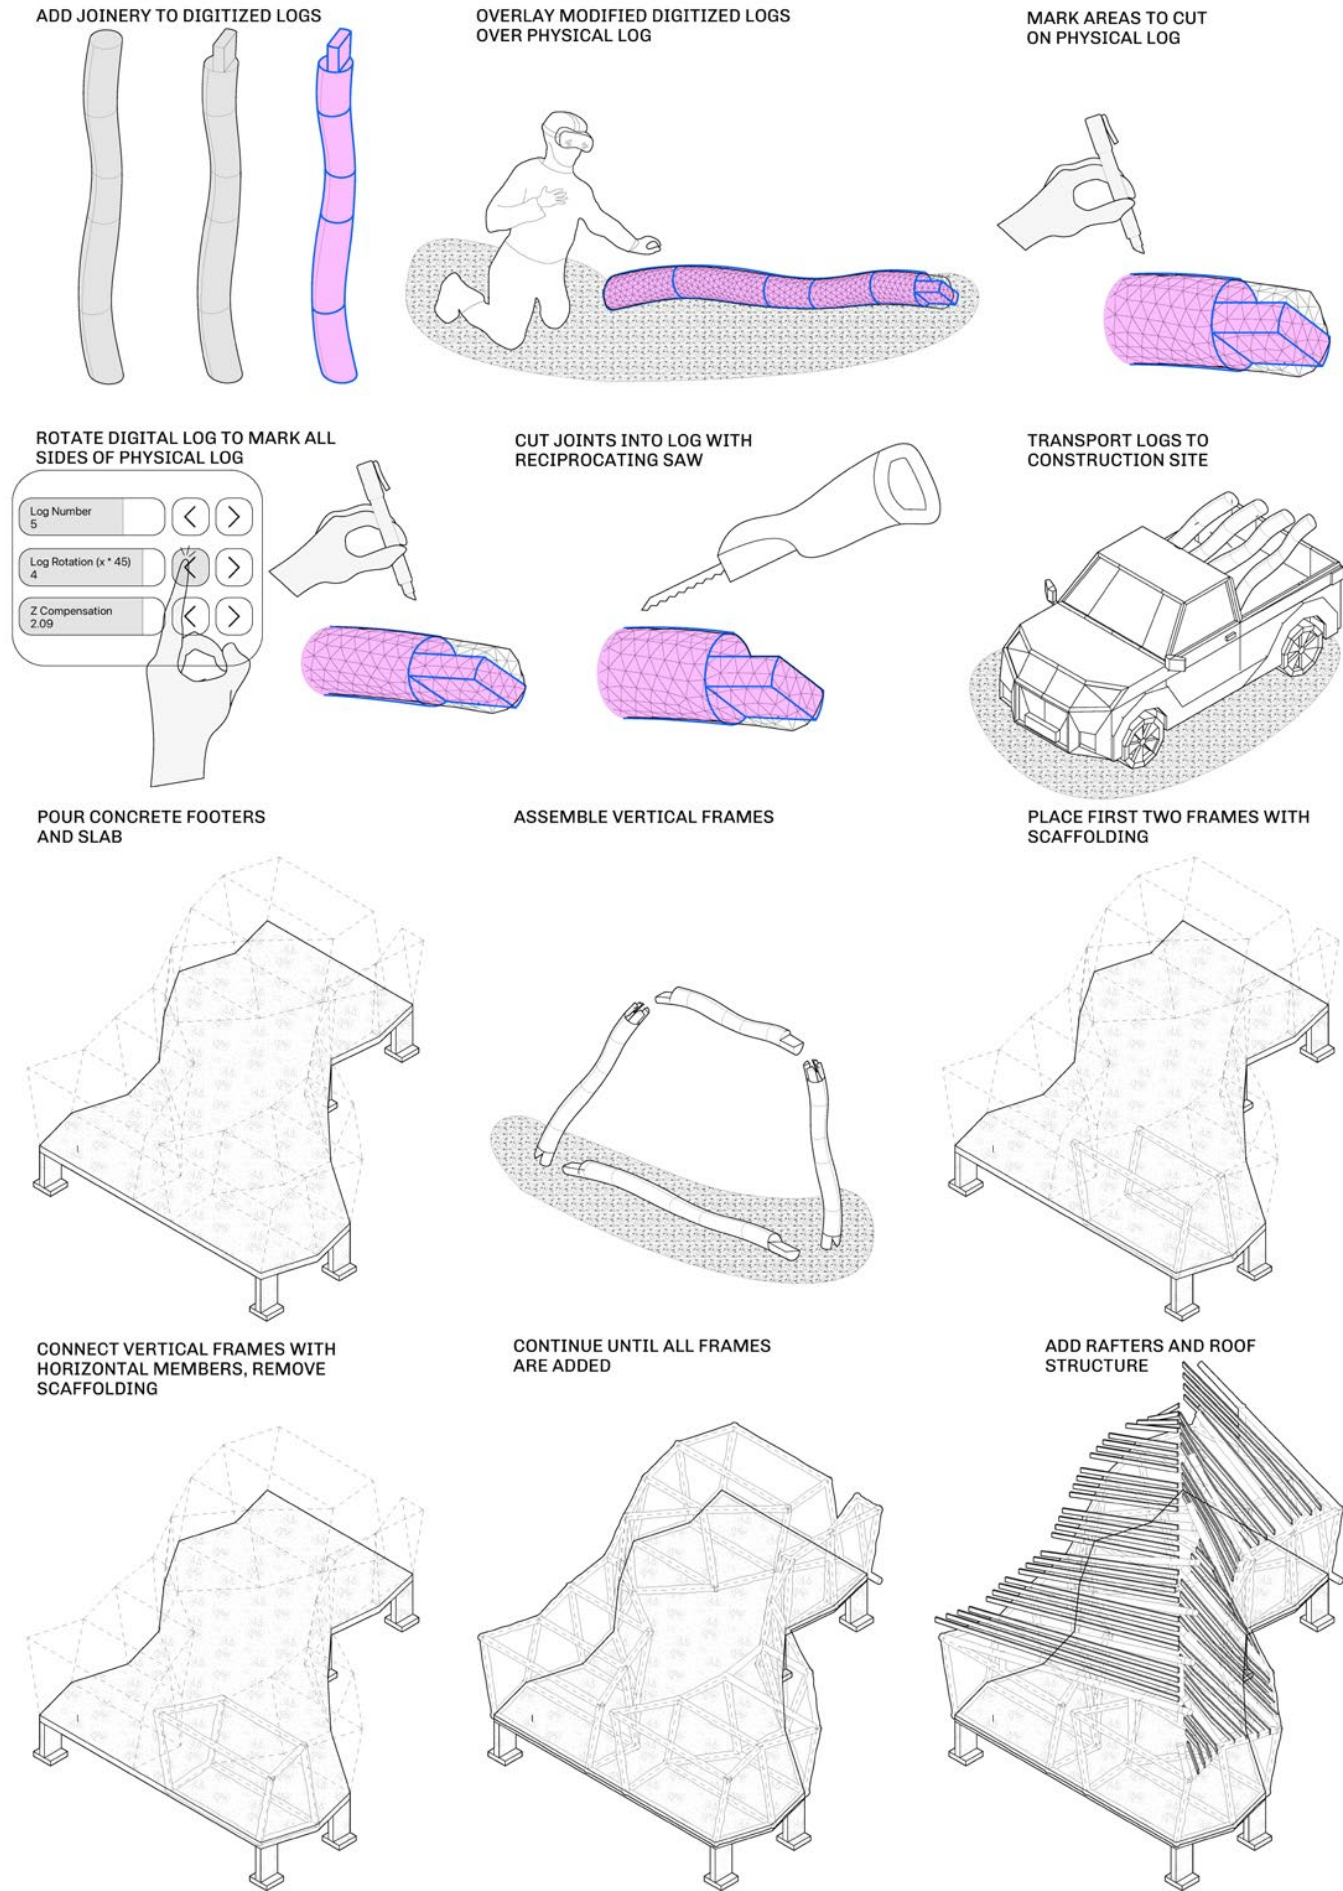 ADD JOINERY TO DIGITIZED LOGS
OVERLAY MODIFIED DIGITIZED LOGS
OVER PHYSICAL LOG
MARK AREAS TO CUT
ON PHYSICAL LOG
ROTATE DIGITAL LOG TO MARK ALL
SIDES OF PHYSICAL LOG
Log Number
5
Log Rotation (x * 45)
4
Z Compensation
2.09
CUT JOINTS INTO LOG WITH
RECIPROCATING SAW
TRANSPORT LOGS TO
CONSTRUCTION SITE
POUR CONCRETE FOOTERS
AND SLAB
ASSEMBLE VERTICAL FRAMES
PLACE FIRST TWO FRAMES WITH
SCAFFOLDING
CONNECT VERTICAL FRAMES WITH
HORIZONTAL MEMBERS, REMOVE
SCAFFOLDING
CONTINUE UNTIL ALL FRAMES
ARE ADDED
ADD RAFTERS AND ROOF
STRUCTURE